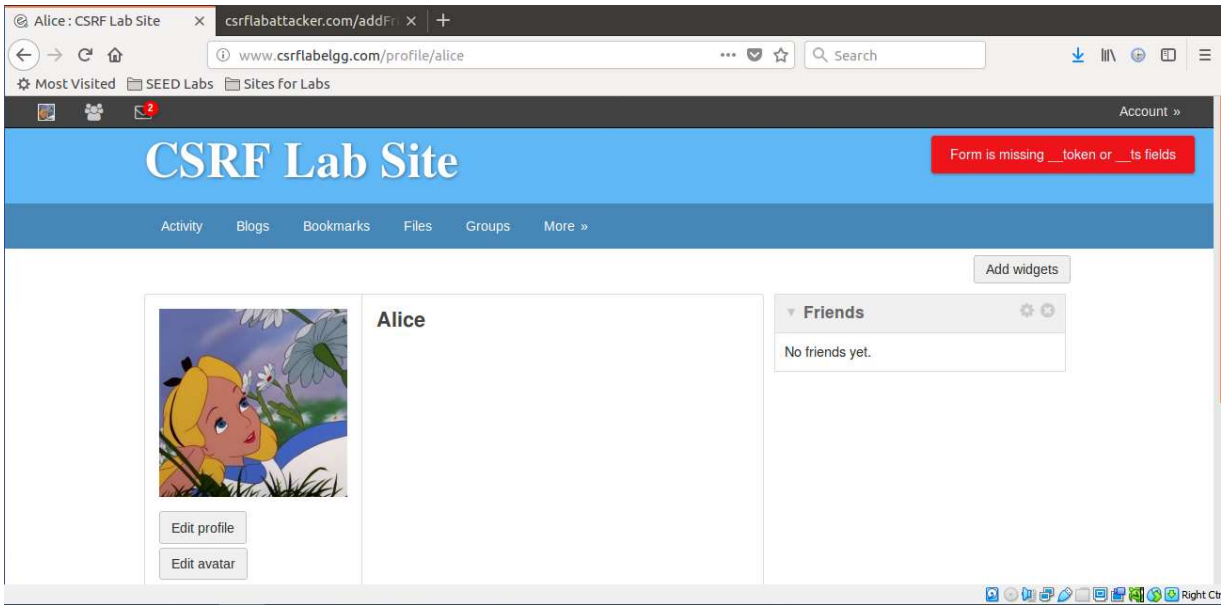 Alice : CSRF Lab Site
csrflabattacker.com/addFri
www.csrflabelgg.com/profile/alice
Search
Most Visited SEED Labs Sites for Labs
2
Account »
CSRF Lab Site
Form is missing __token or __ts fields
Activity Blogs Bookmarks Files Groups More »
Add widgets
Alice
Friends
No friends yet.
Edit profile
Edit avatar
Right Ctr